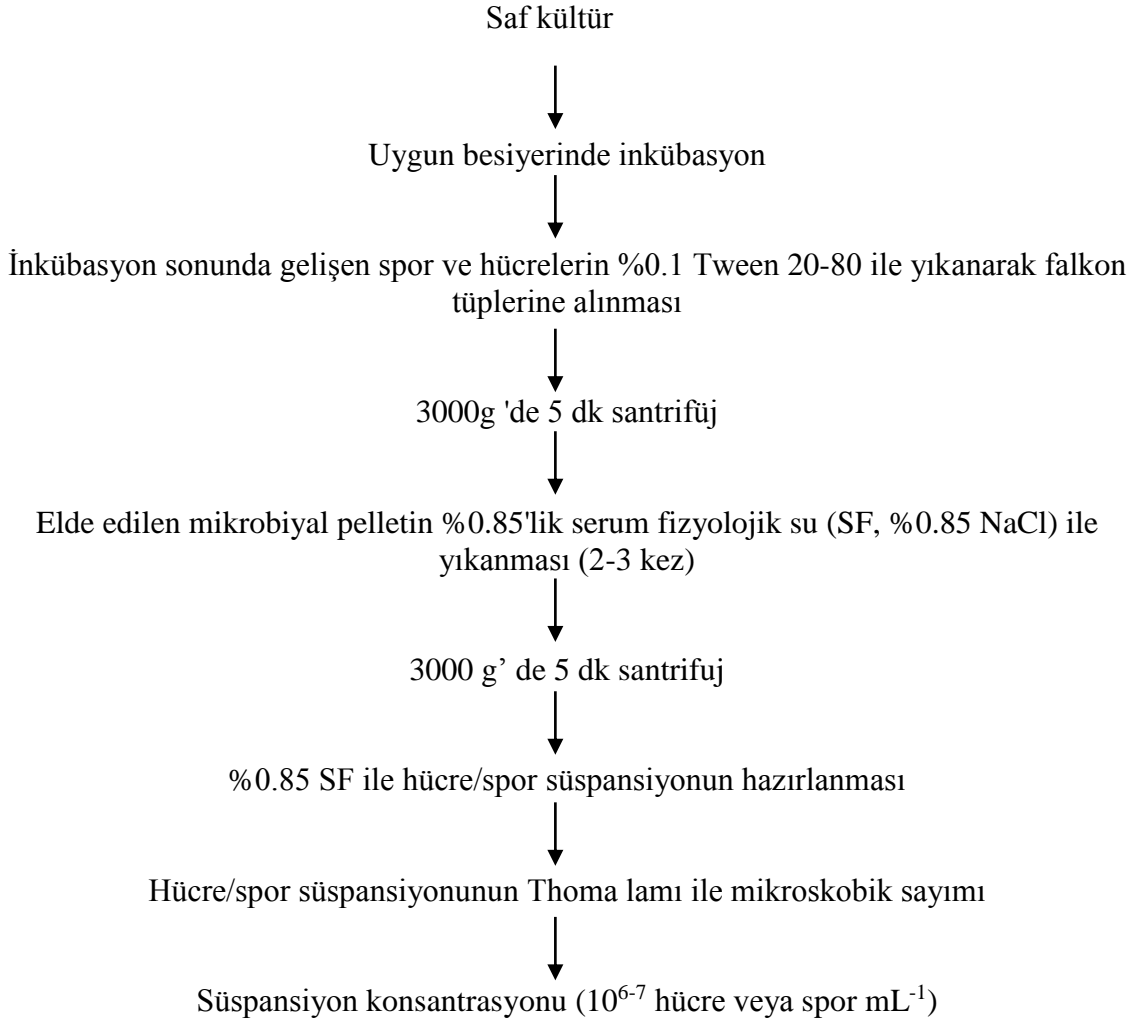 Saf kültür
Uygun besiyerinde inkübasyon
İnkübasyon sonunda gelişen spor ve hücrelerin %0.1 Tween 20-80 ile yıkanarak falkon
tüplerine alınması
3000g 'de 5 dk santrifüj
Elde edilen mikrobiyal pelletin %0.85'lik serum fizyolojik su (SF, %0.85 NaCl) ile
yıkanması (2-3 kez)
3000 g’ de 5 dk santrifuj
%0.85 SF ile hücre/spor süspansiyonun hazırlanması
Hücre/spor süspansiyonunun Thoma lamı ile mikroskobik sayımı
Süspansiyon konsantrasyonu (10⁶⁻⁷ hücre veya spor mL⁻¹)